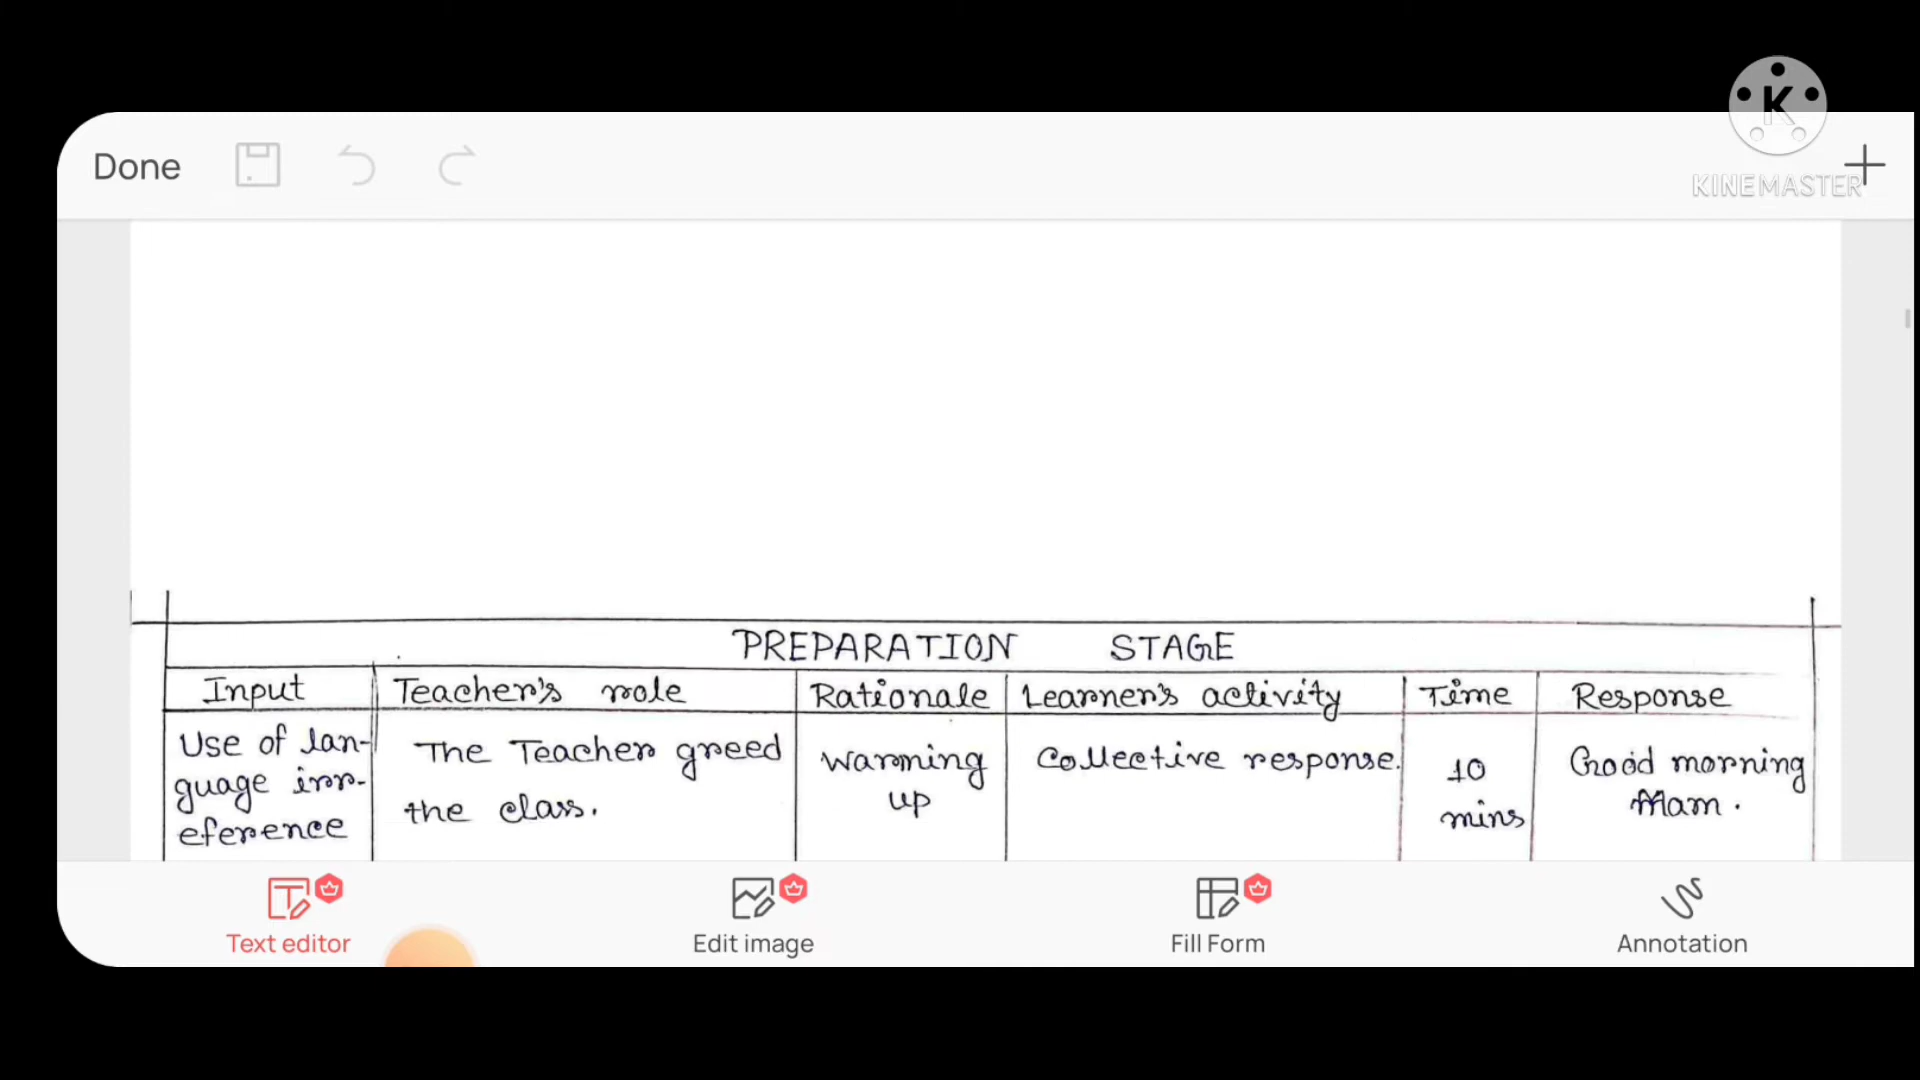 Done
KINEMASTER
PREPARATION STAGE
Input Teacher's role Rationale Learner's activity Time Response
Use of lan-
guage inr-
eference
The Teacher greed
the class.
Warming
up
Collective response.
10
mins
Good morning
Mam.
Text editor
Edit image
Fill Form
Annotation